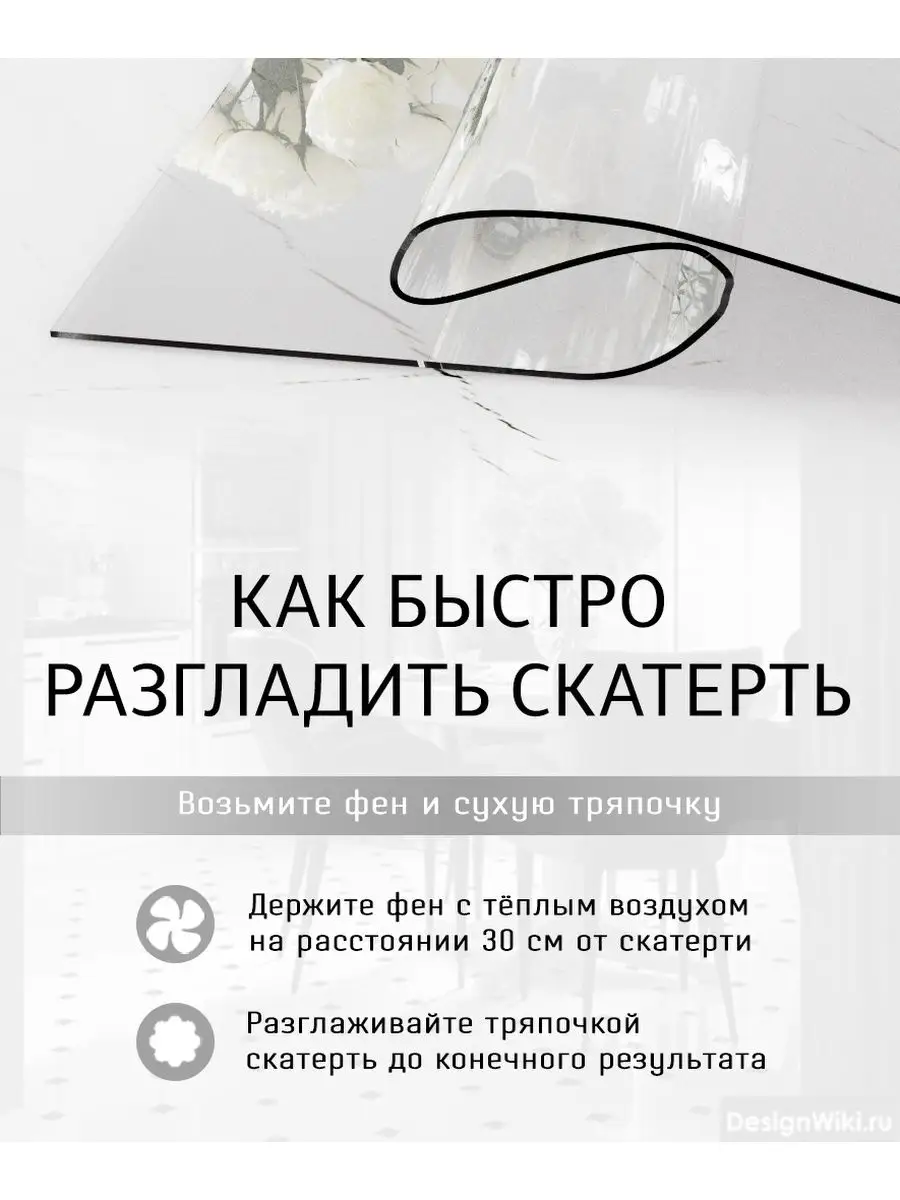 КАК БЫСТРО
РАЗГЛАДИТЬ СКАТЕРТЬ
Возьмите фен и сухую тряпочку
Держите фен с тёплым воздухом
на расстоянии 30 см от скатерти
Разглаживайте тряпочкой
скатерть до конечного результата
DesignWiki.ru